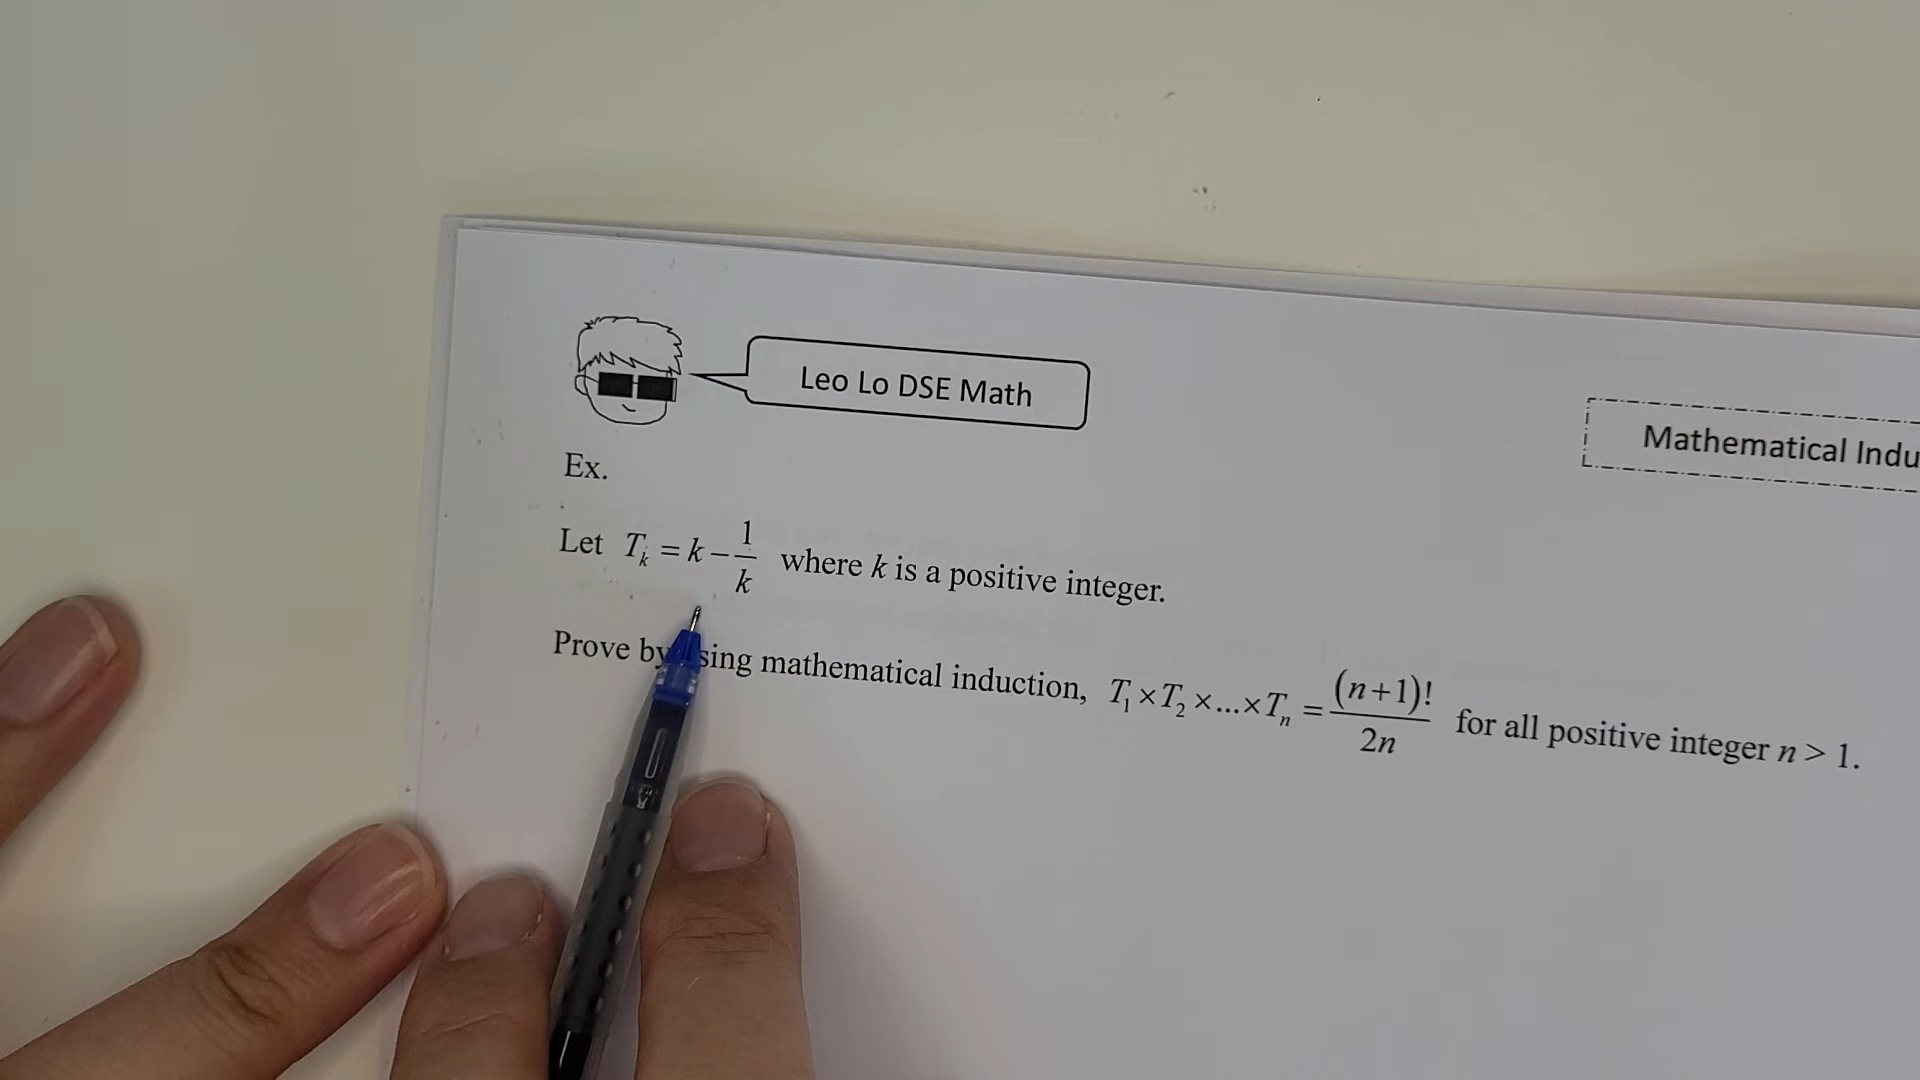 Leo Lo DSE Math
Mathematical Indu
Ex.
Let T_k = k - 1/k where k is a positive integer.
Prove by sing mathematical induction, T_1 × T_2 × ... × T_n = (n+1)!/2n for all positive integer n > 1.